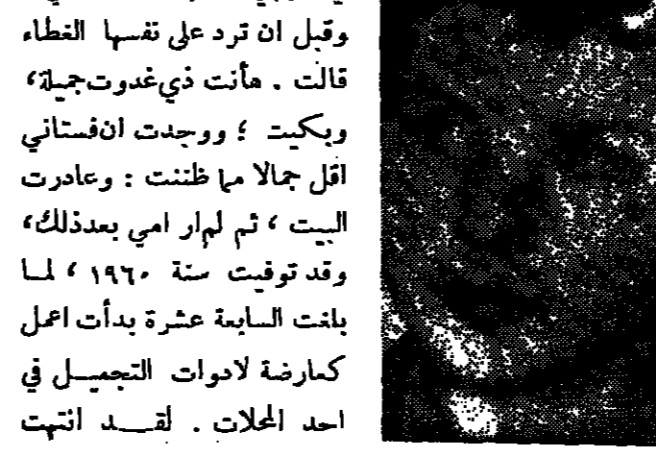 وقبل ان ترد على نفسها الغطاء
قالت . هأنت ذي غدوت جميلة،
وبكيت ؛ ووجدت ان فستاني
اقل جمالا مما ظننت : وغادرت
البيت ، ثم لم ار امي بعد ذلك،
وقد توفيت سنة ١٩٦٠ ، لما
بلغت السابعة عشرة بدأت اعمل
كعارضة لادوات التجميل في
احد المحلات . لقد انتهت